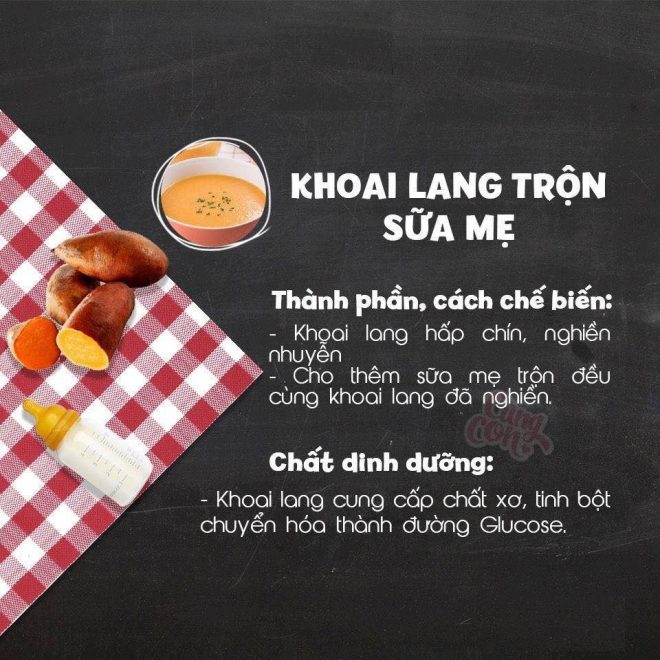 KHOAI LANG TRỘN
SỮA MẸ
Thành phần, cách chế biến:
- Khoai lang hấp chín, nghiền
nhuyễn
- Cho thêm sữa mẹ trộn đều
cùng khoai lang đã nghiền.
Cùng
Con
Chất dinh dưỡng:
- Khoai lang cung cấp chất xơ, tinh bột
chuyển hóa thành đường Glucose.